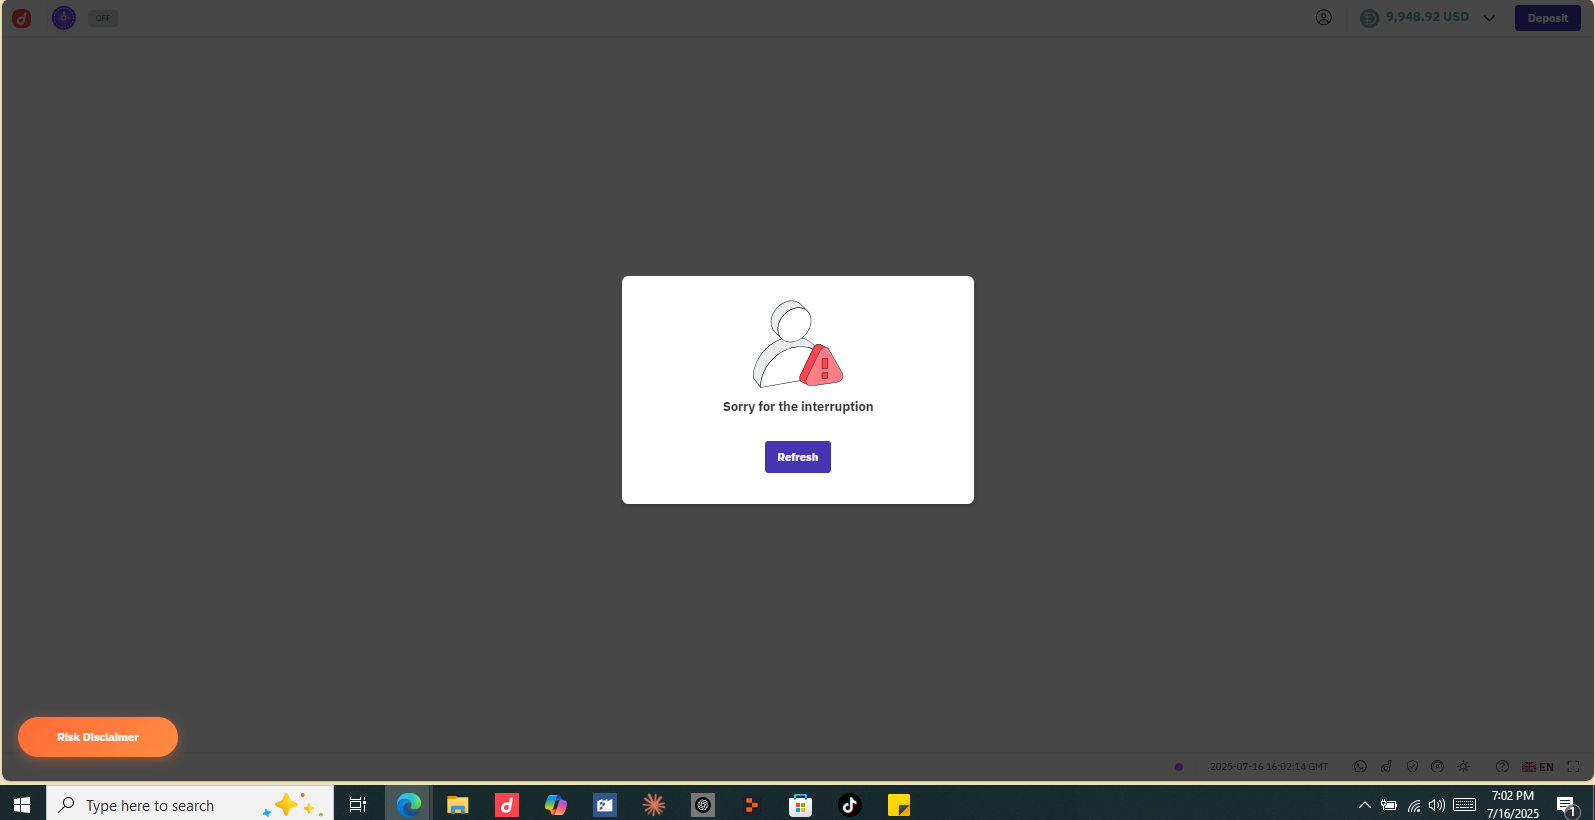 OFF
9,948.92 USD
Deposit
Sorry for the interruption
Refresh
Risk Disclaimer
2025-07-16 16:02:14 GMT
EN
Type here to search
7:02 PM
7/16/2025
1